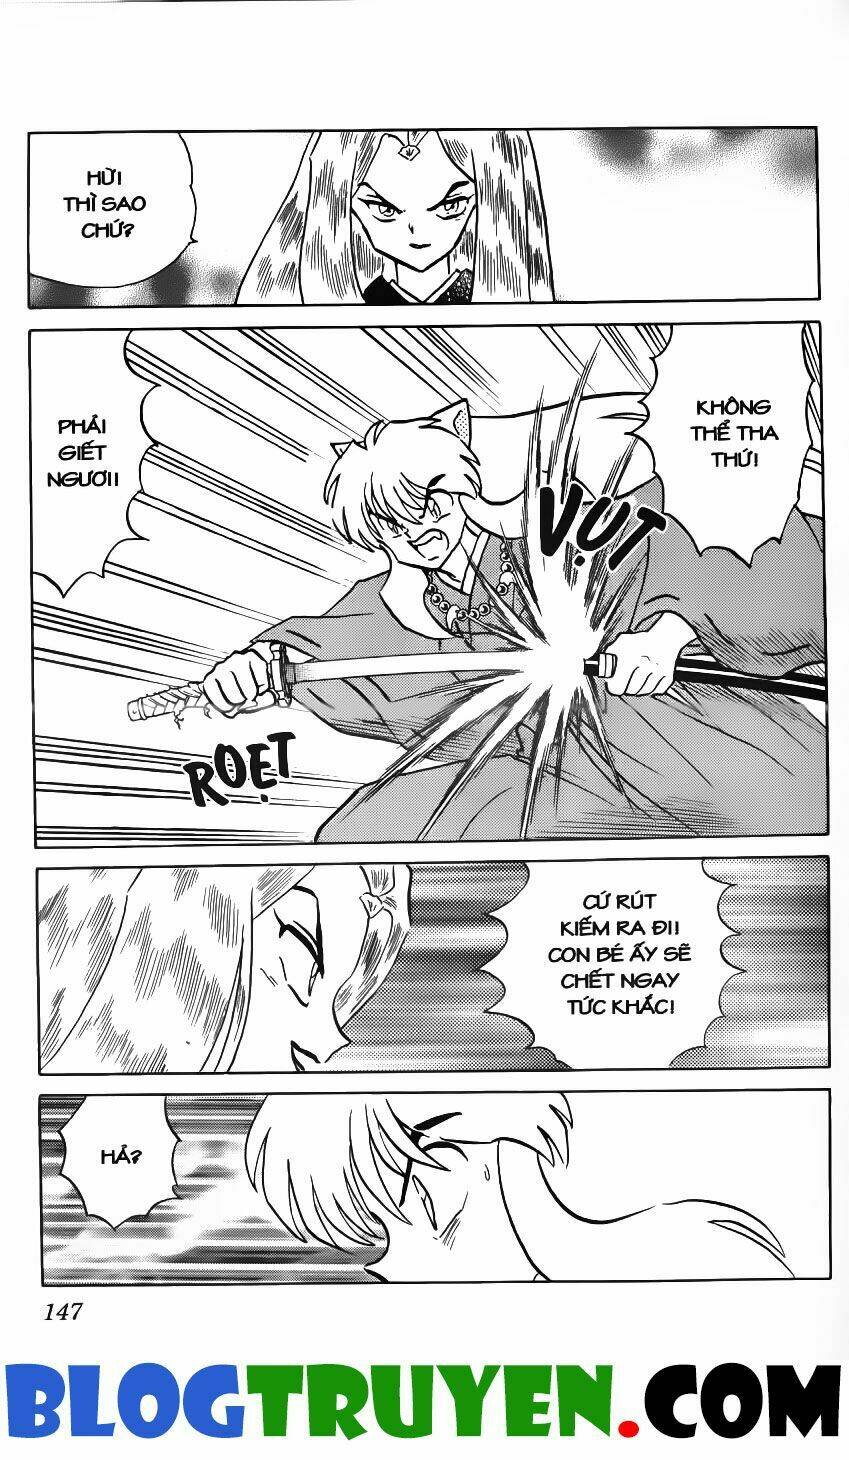 HỪ!
THÌ SAO
CHỨ?
KHÔNG
THỂ THA
THỨ!
PHẢI
GIẾT
NGƯƠI!
VỤT
ROẸT
CỨ RÚT
KIẾM RA ĐI!
CON BÉ ẤY SẼ
CHẾT NGAY
TỨC KHẮC!
HẢ?
147
BLOGTRUYEN.COM